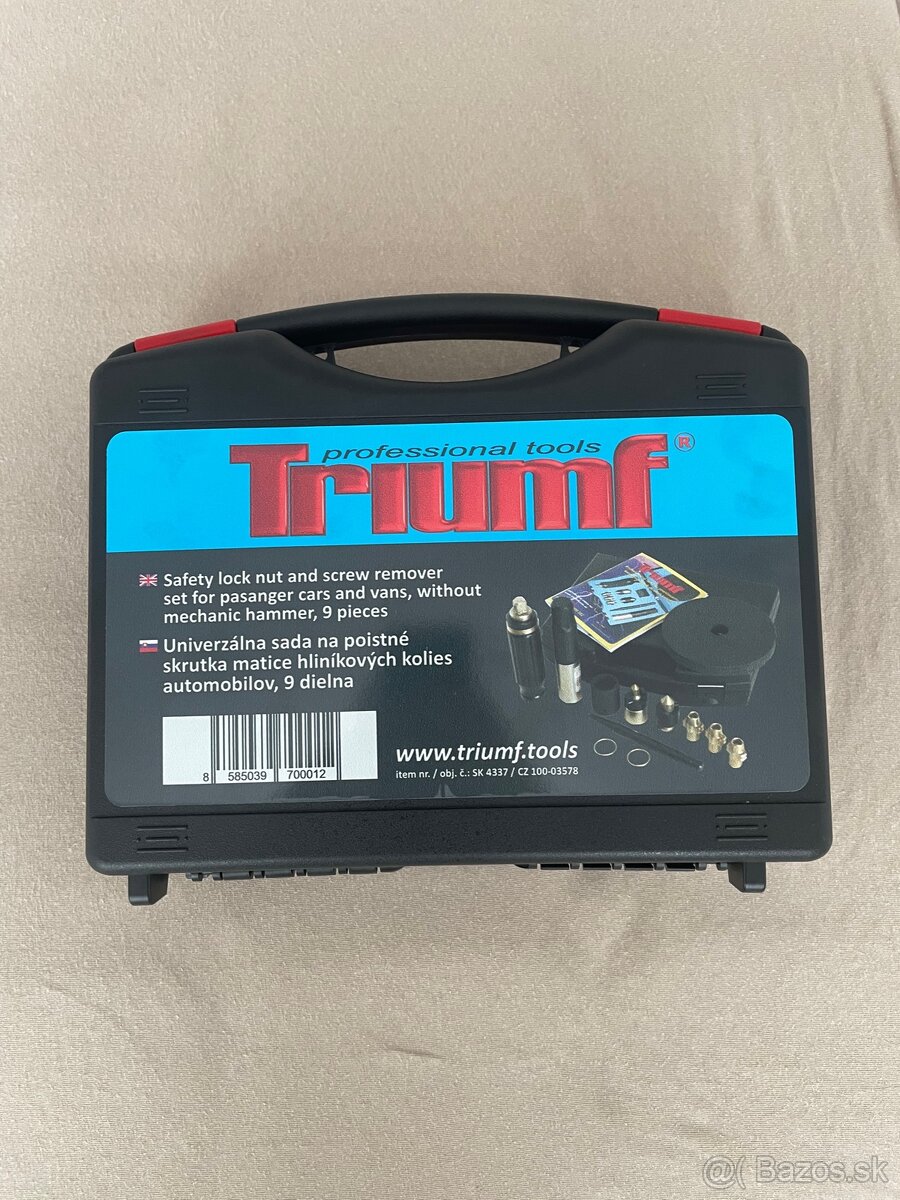 professional tools
Triumf®
Safety lock nut and screw remover
set for pasanger cars and vans, without
mechanic hammer, 9 pieces
Univerzálna sada na poistné
skrutka matice hliníkových kolies
automobilov, 9 dielna
8 585039 700012
www.triumf.tools
item nr. / obj. č.: SK 4337 / CZ 100-03578
Triumf
@( Bazos.sk